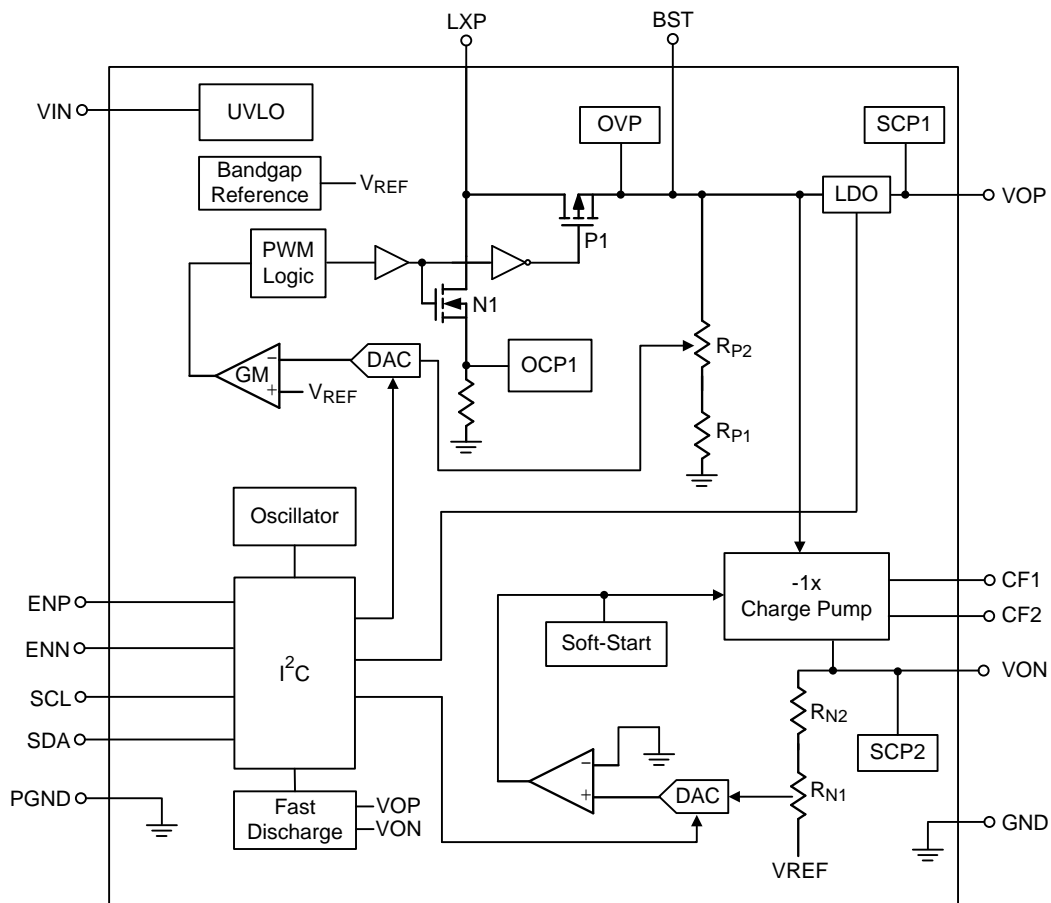 LXP
BST
VIN
UVLO
OVP
SCP1
Bandgap
Reference
VREF
LDO
VOP
P1
PWM
Logic
N1
DAC
OCP1
RP2
GM
−
+
VREF
RP1
Oscillator
-1x
Charge Pump
CF1
CF2
ENP
ENN
I²C
Soft-Start
VON
SCL
SDA
RN2
SCP2
−
+
DAC
RN1
PGND
Fast
Discharge
VOP
VON
GND
VREF